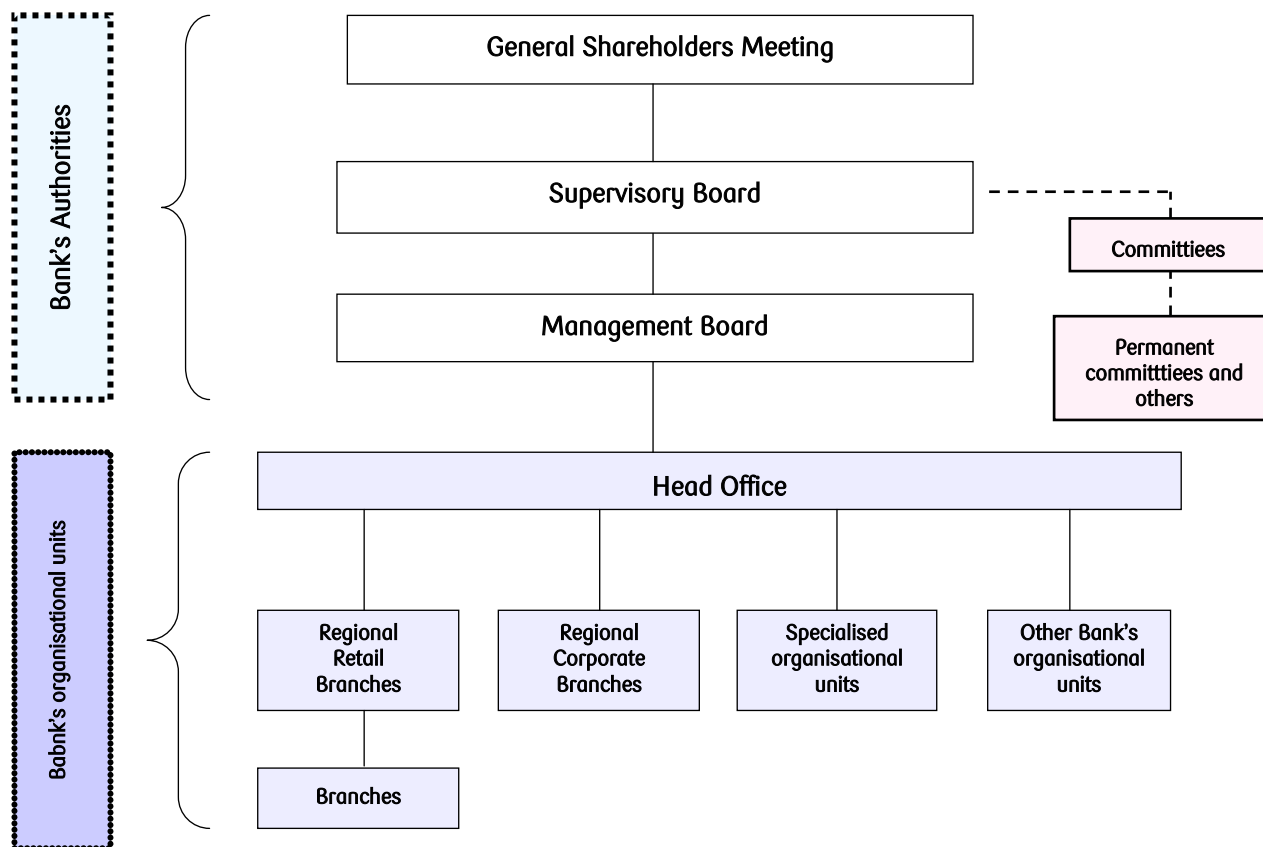 Bank's Authorities
General Shareholders Meeting
Supervisory Board
Committiees
Management Board
Permanent
committtiees and
others
Babnk's organisational units
Head Office
Regional
Retail
Branches
Regional
Corporate
Branches
Specialised
organisational
units
Other Bank's
organisational
units
Branches